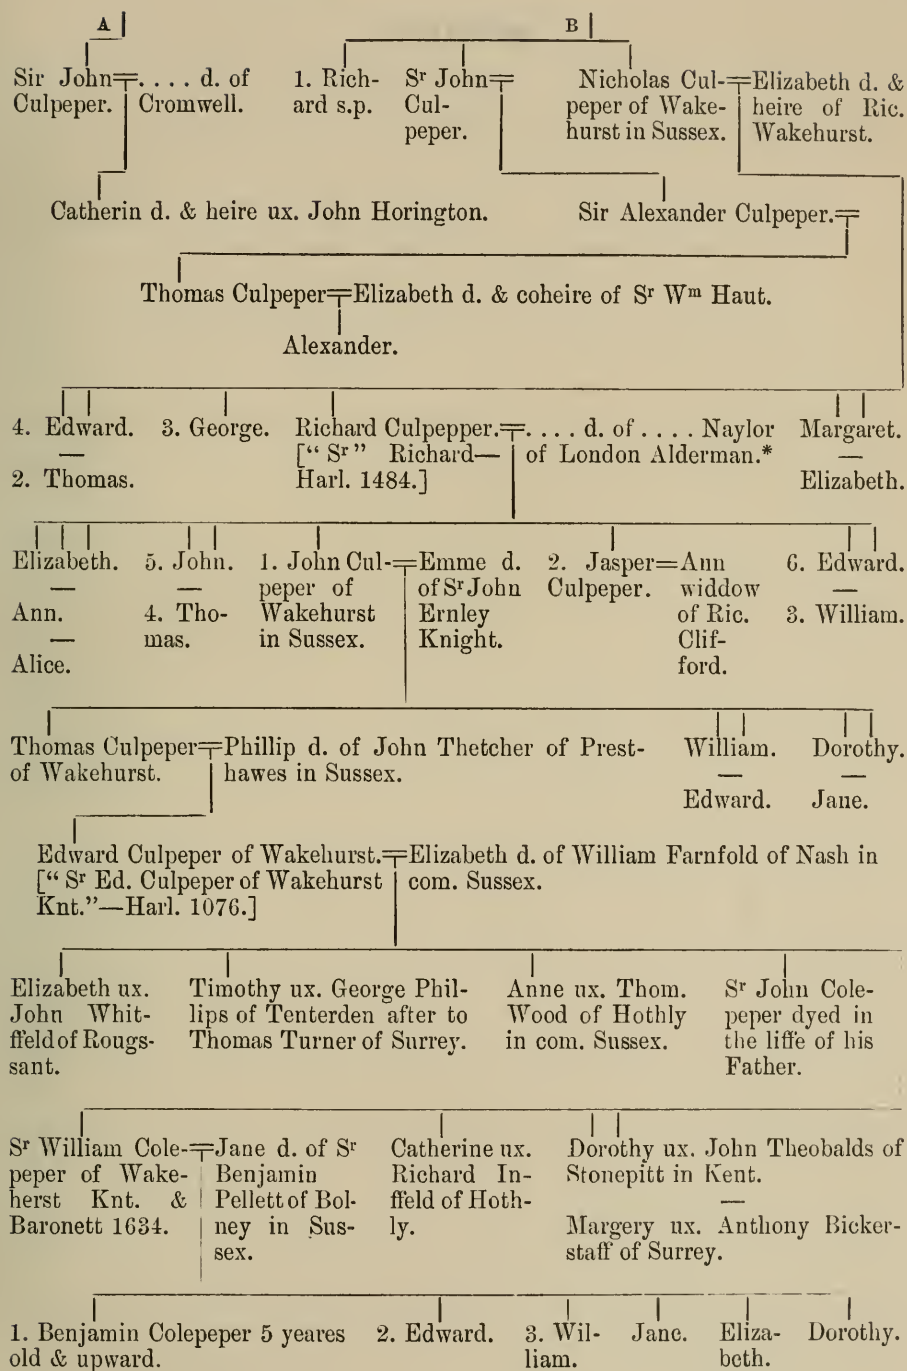 A B
Sir John=.... d. of
Culpeper. Cromwell.
1. Rich-
ard s.p.
Sr John=
Cul-
peper.
Nicholas Cul-=Elizabeth d. &
peper of Wake- heire of Ric.
hurst in Sussex. Wakehurst.
Catherin d. & heire ux. John Horington. Sir Alexander Culpeper.=
Thomas Culpeper=Elizabeth d. & coheire of Sr Wm Haut.
Alexander.
4. Edward.
—
2. Thomas.
3. George.
Richard Culpepper.=.... d. of .... Naylor
[“Sr” Richard— of London Alderman.*
Harl. 1484.]
Margaret.
—
Elizabeth.
Elizabeth.
—
Ann.
—
Alice.
5. John.
—
4. Tho-
mas.
1. John Cul-=Emme d.
peper of of Sr John
Wakehurst Ernley
in Sussex. Knight.
2. Jasper=Ann
Culpeper. widdow
of Ric.
Clif-
ford.
6. Edward.
—
3. William.
Thomas Culpeper=Phillip d. of John Thetcher of Prest-
of Wakehurst. hawes in Sussex.
William.
—
Edward.
Dorothy.
—
Jane.
Edward Culpeper of Wakehurst.=Elizabeth d. of William Farnfold of Nash in
[“Sr Ed. Culpeper of Wakehurst com. Sussex.
Knt.”—Harl. 1076.]
Elizabeth ux.
John Whit-
ffeld of Rougs-
sant.
Timothy ux. George Phil-
lips of Tenterden after to
Thomas Turner of Surrey.
Anne ux. Thom.
Wood of Hothly
in com. Sussex.
Sr John Cole-
peper dyed in
the liffe of his
Father.
Sr William Cole-=Jane d. of Sr
peper of Wake- Benjamin
herst Knt. & Pellett of Bol-
Baronett 1634. ney in Sus-
sex.
Catherine ux.
Richard In-
ffeld of Hoth-
ly.
Dorothy ux. John Theobalds of
Stonepitt in Kent.
—
Margery ux. Anthony Bicker-
staff of Surrey.
1. Benjamin Colepeper 5 yeares
old & upward.
2. Edward.
3. Wil-
liam.
Jane.
Eliza-
beth.
Dorothy.